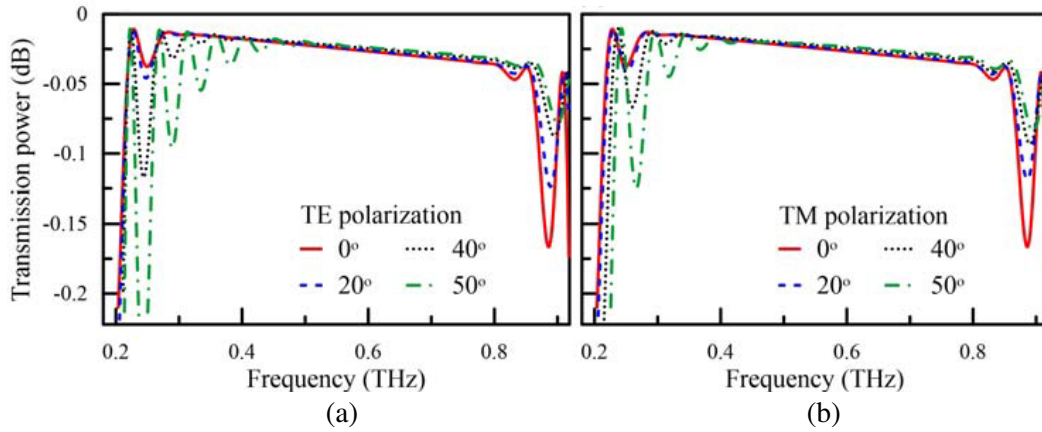 0
-0.05
-0.1
-0.15
-0.2
Transmission power (dB)
TE polarization
0° 40°
20° 50°
0.2 0.4 0.6 0.8
Frequency (THz)
(a)
TM polarization
0° 40°
20° 50°
0.2 0.4 0.6 0.8
Frequency (THz)
(b)